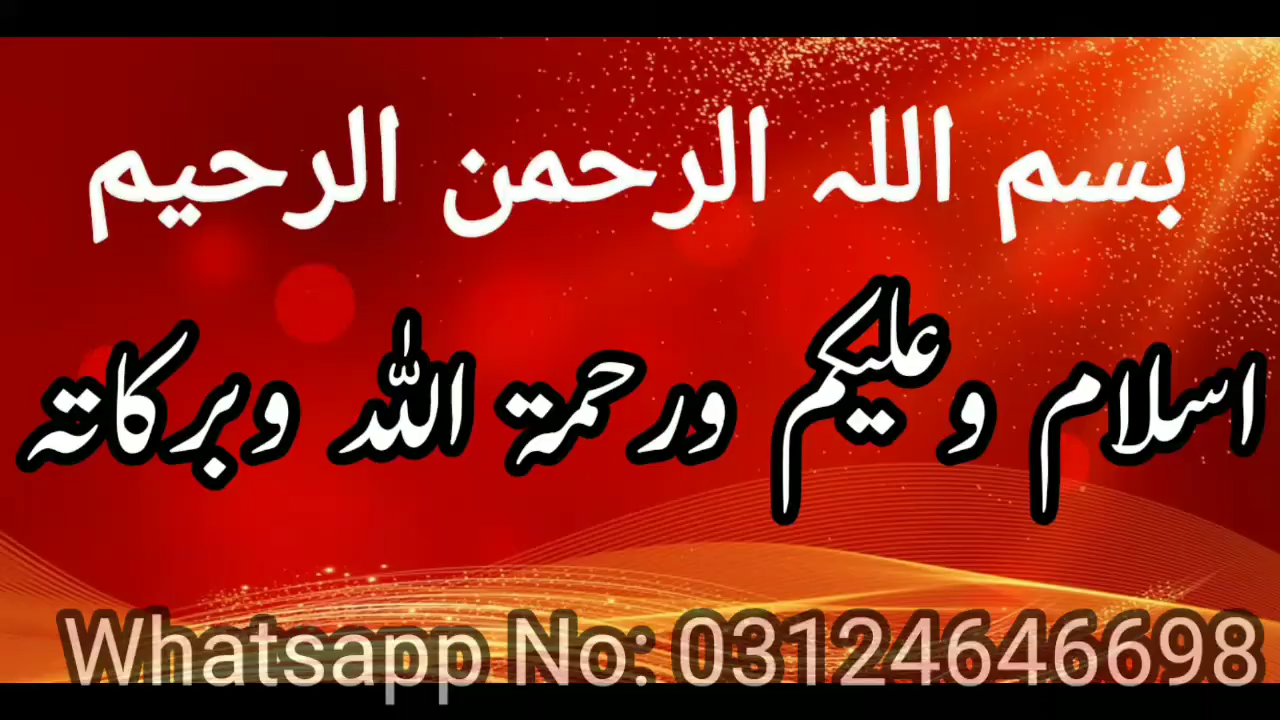 بسم اللہ الرحمن الرحیم
اسلام و علیکم ورحمۃ اللہ وبرکاتہ
Whatsapp No: 03124646698